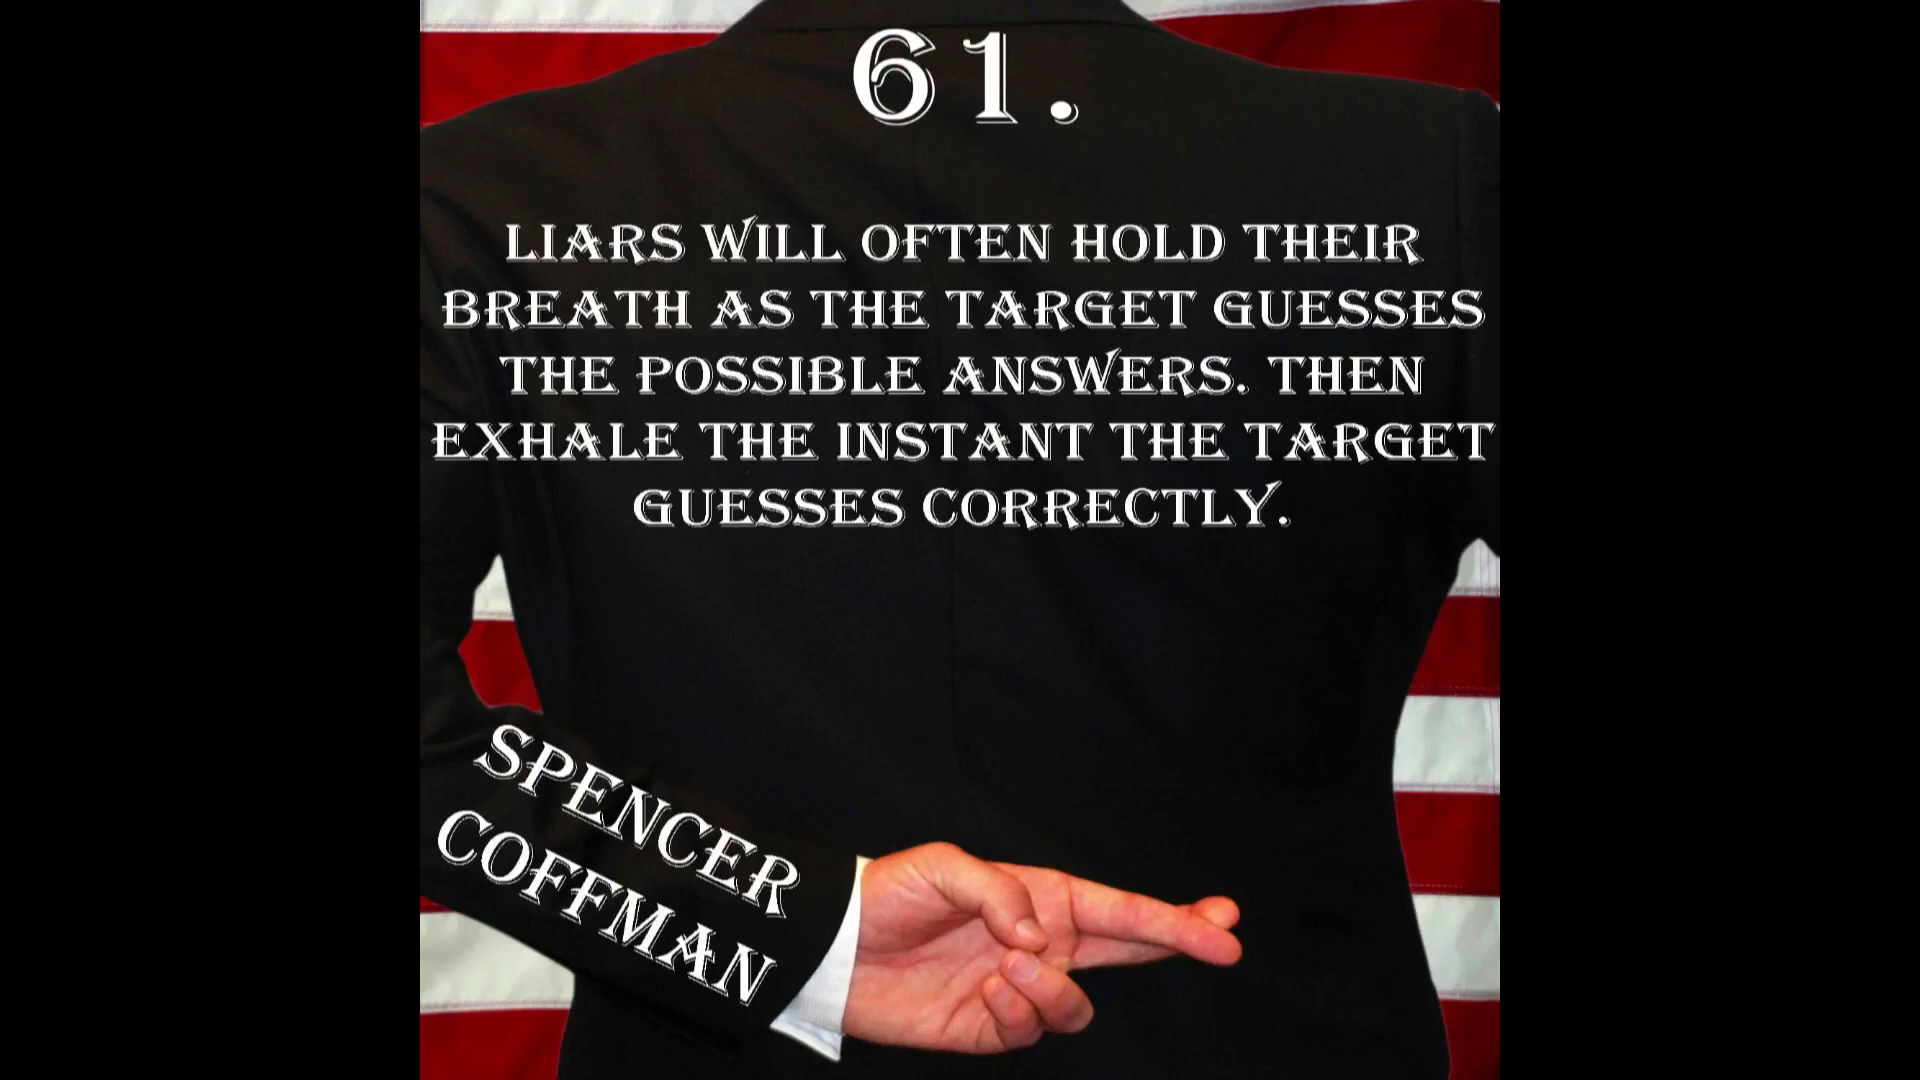 61.
LIARS WILL OFTEN HOLD THEIR
BREATH AS THE TARGET GUESSES
THE POSSIBLE ANSWERS. THEN
EXHALE THE INSTANT THE TARGET
GUESSES CORRECTLY.
SPENCER
COFFMAN